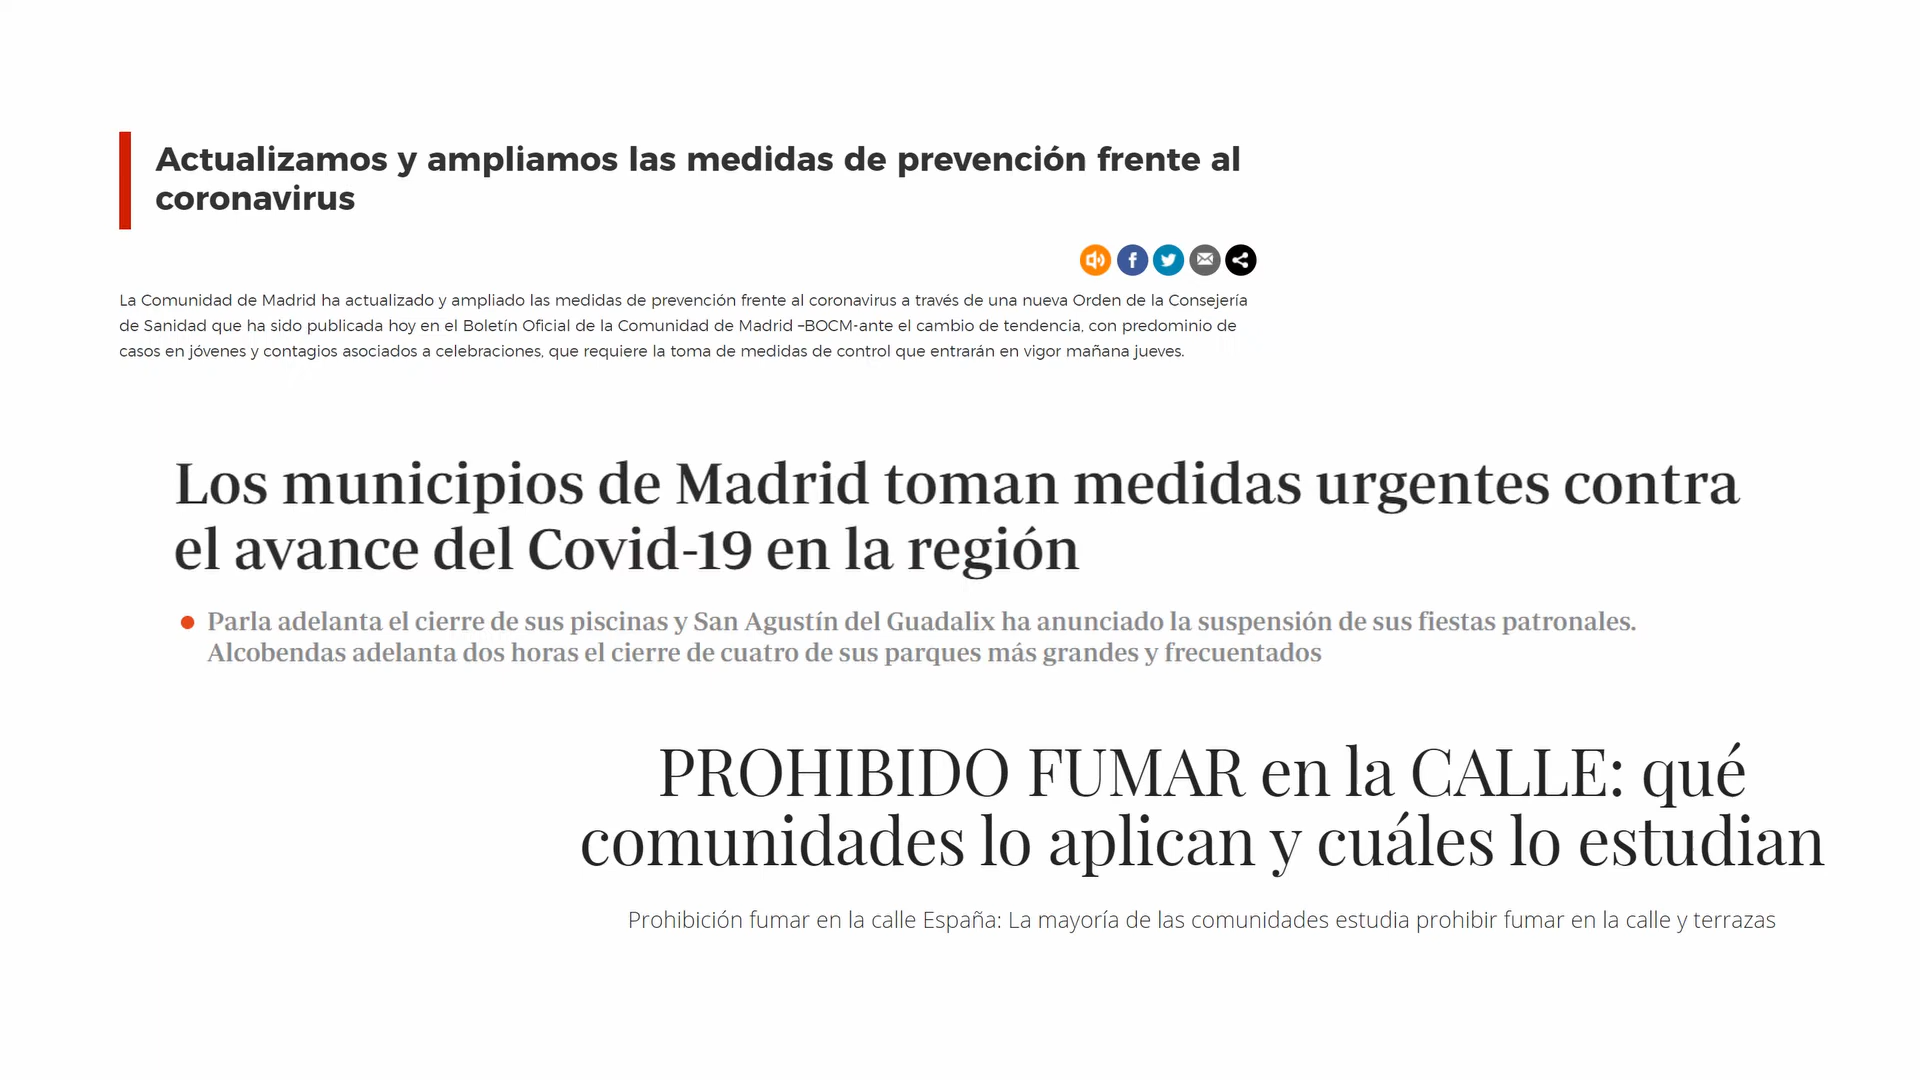 Actualizamos y ampliamos las medidas de prevención frente al
coronavirus
La Comunidad de Madrid ha actualizado y ampliado las medidas de prevención frente al coronavirus a través de una nueva Orden de la Consejería
de Sanidad que ha sido publicada hoy en el Boletín Oficial de la Comunidad de Madrid –BOCM-ante el cambio de tendencia, con predominio de
casos en jóvenes y contagios asociados a celebraciones, que requiere la toma de medidas de control que entrarán en vigor mañana jueves.
Los municipios de Madrid toman medidas urgentes contra
el avance del Covid-19 en la región
Parla adelanta el cierre de sus piscinas y San Agustín del Guadalix ha anunciado la suspensión de sus fiestas patronales.
Alcobendas adelanta dos horas el cierre de cuatro de sus parques más grandes y frecuentados
PROHIBIDO FUMAR en la CALLE: qué
comunidades lo aplican y cuáles lo estudian
Prohibición fumar en la calle España: La mayoría de las comunidades estudia prohibir fumar en la calle y terrazas